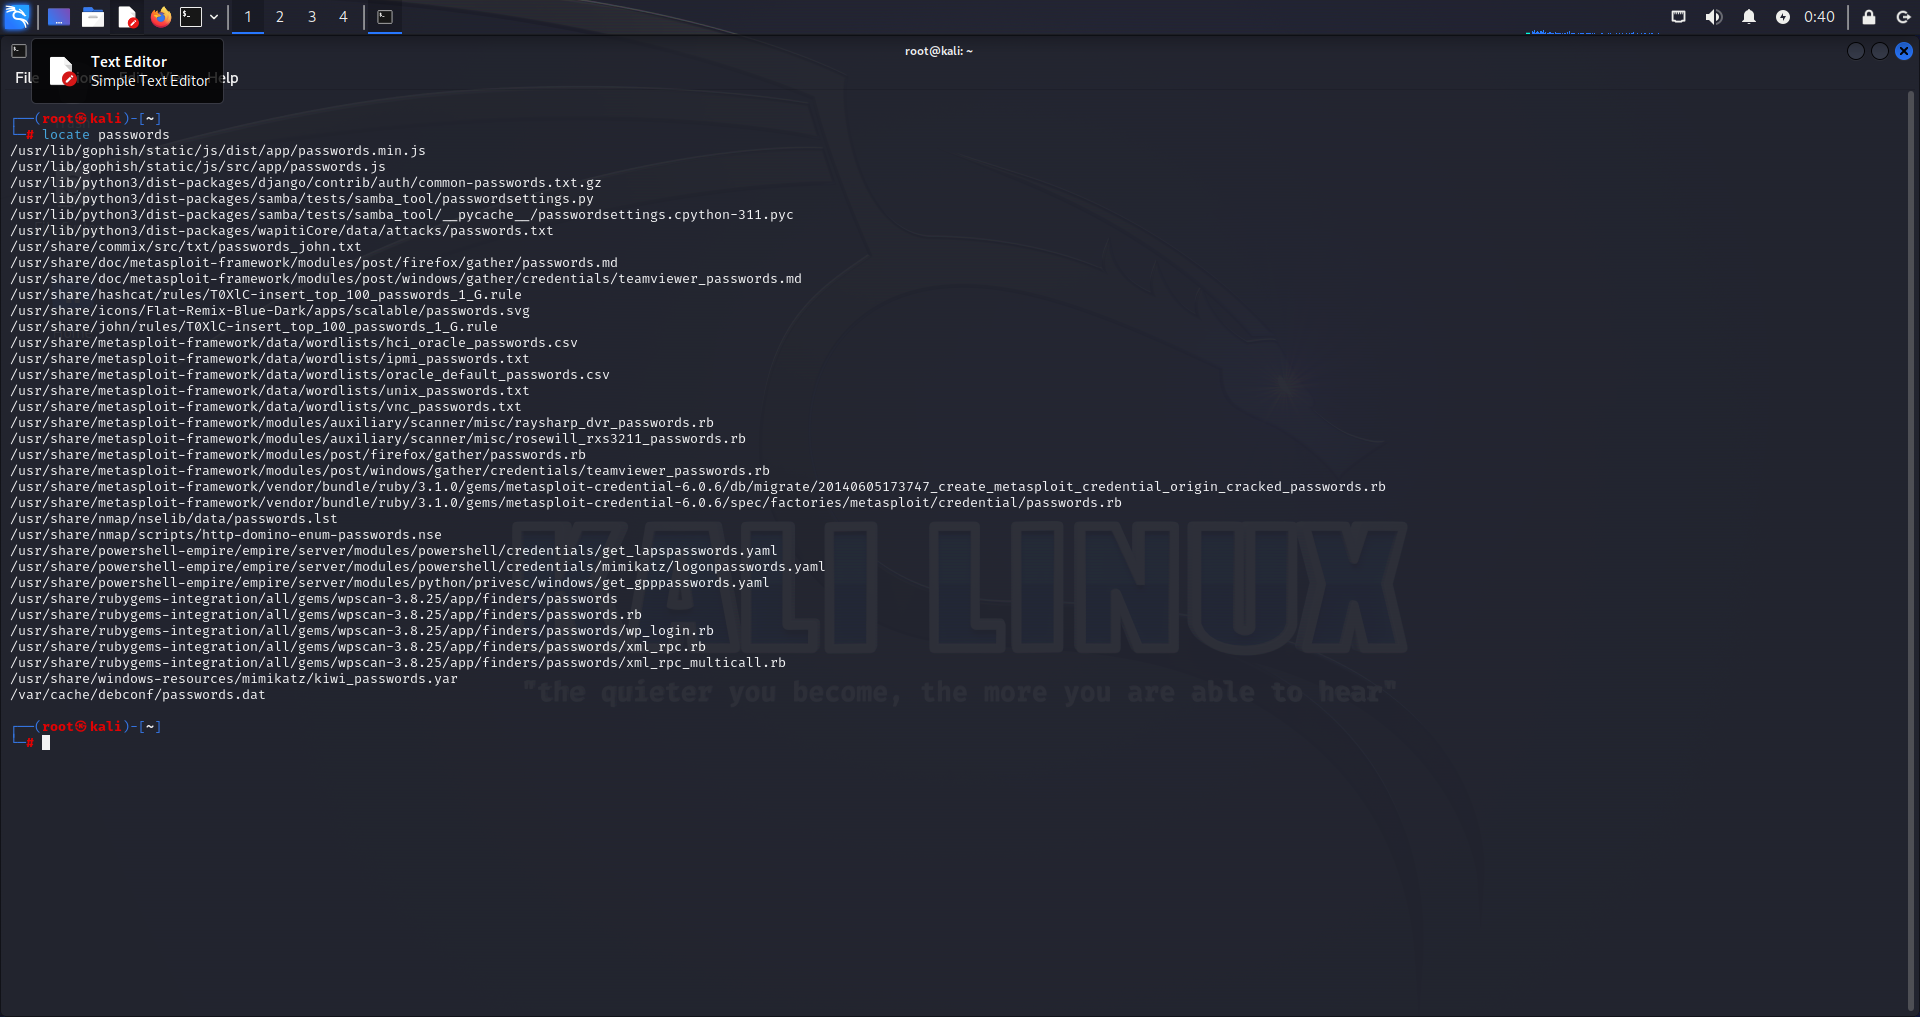 1 2 3 4
0:40
root@kali: ~
Text Editor
Simple Text Editor
File Help
┌──(root㉿kali)-[~]
└─# locate passwords
/usr/lib/gophish/static/js/dist/app/passwords.min.js
/usr/lib/gophish/static/js/src/app/passwords.js
/usr/lib/python3/dist-packages/django/contrib/auth/common-passwords.txt.gz
/usr/lib/python3/dist-packages/samba/tests/samba_tool/passwordsettings.py
/usr/lib/python3/dist-packages/samba/tests/samba_tool/__pycache__/passwordsettings.cpython-311.pyc
/usr/lib/python3/dist-packages/wapitiCore/data/attacks/passwords.txt
/usr/share/commix/src/txt/passwords_john.txt
/usr/share/doc/metasploit-framework/modules/post/firefox/gather/passwords.md
/usr/share/doc/metasploit-framework/modules/post/windows/gather/credentials/teamviewer_passwords.md
/usr/share/hashcat/rules/T0XlC-insert_top_100_passwords_1_G.rule
/usr/share/icons/Flat-Remix-Blue-Dark/apps/scalable/passwords.svg
/usr/share/john/rules/T0XlC-insert_top_100_passwords_1_G.rule
/usr/share/metasploit-framework/data/wordlists/hci_oracle_passwords.csv
/usr/share/metasploit-framework/data/wordlists/ipmi_passwords.txt
/usr/share/metasploit-framework/data/wordlists/oracle_default_passwords.csv
/usr/share/metasploit-framework/data/wordlists/unix_passwords.txt
/usr/share/metasploit-framework/data/wordlists/vnc_passwords.txt
/usr/share/metasploit-framework/modules/auxiliary/scanner/misc/raysharp_dvr_passwords.rb
/usr/share/metasploit-framework/modules/auxiliary/scanner/misc/rosewill_rxs3211_passwords.rb
/usr/share/metasploit-framework/modules/post/firefox/gather/passwords.rb
/usr/share/metasploit-framework/modules/post/windows/gather/credentials/teamviewer_passwords.rb
/usr/share/metasploit-framework/vendor/bundle/ruby/3.1.0/gems/metasploit-credential-6.0.6/db/migrate/20140605173747_create_metasploit_credential_origin_cracked_passwords.rb
/usr/share/metasploit-framework/vendor/bundle/ruby/3.1.0/gems/metasploit-credential-6.0.6/spec/factories/metasploit/credential/passwords.rb
/usr/share/nmap/nselib/data/passwords.lst
/usr/share/nmap/scripts/http-domino-enum-passwords.nse
/usr/share/powershell-empire/empire/server/modules/powershell/credentials/get_lapspasswords.yaml
/usr/share/powershell-empire/empire/server/modules/powershell/credentials/mimikatz/logonpasswords.yaml
/usr/share/powershell-empire/empire/server/modules/python/privesc/windows/get_gpppasswords.yaml
/usr/share/rubygems-integration/all/gems/wpscan-3.8.25/app/finders/passwords
/usr/share/rubygems-integration/all/gems/wpscan-3.8.25/app/finders/passwords.rb
/usr/share/rubygems-integration/all/gems/wpscan-3.8.25/app/finders/passwords/wp_login.rb
/usr/share/rubygems-integration/all/gems/wpscan-3.8.25/app/finders/passwords/xml_rpc.rb
/usr/share/rubygems-integration/all/gems/wpscan-3.8.25/app/finders/passwords/xml_rpc_multicall.rb
/usr/share/windows-resources/mimikatz/kiwi_passwords.yar
/var/cache/debconf/passwords.dat
┌──(root㉿kali)-[~]
└─#
KALI LINUX
"the quieter you become, the more you are able to hear"